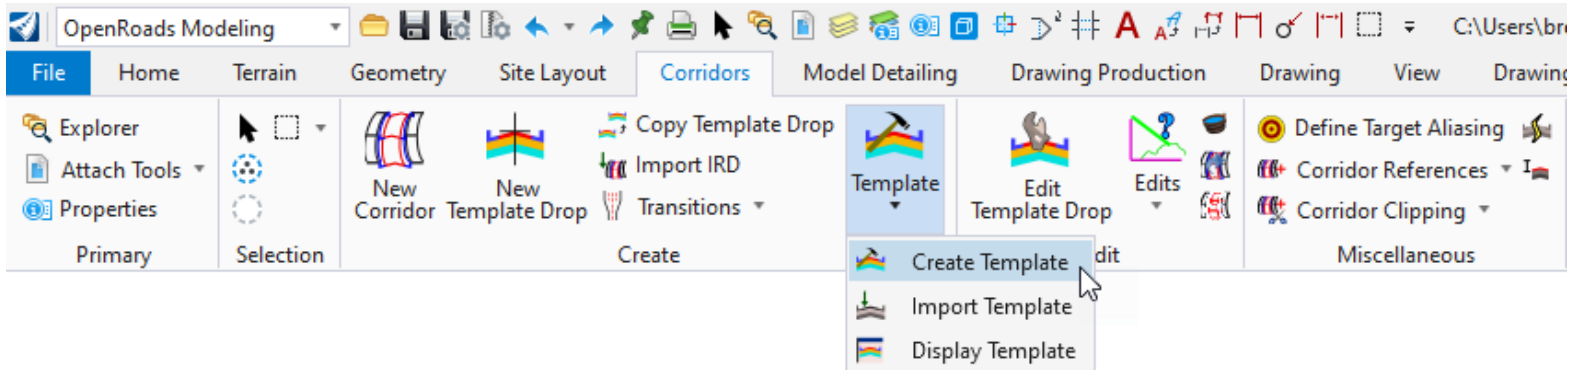 OpenRoads Modeling C:\Users\bro
File Home Terrain Geometry Site Layout Corridors Model Detailing Drawing Production Drawing View Drawing
Explorer
Attach Tools
Properties
Primary
Selection
New Corridor
New Template Drop
Copy Template Drop
Import IRD
Transitions
Template
Create
Create Template
Import Template
Display Template
Edit Template Drop
Edits
dit
Define Target Aliasing
Corridor References
Corridor Clipping
Miscellaneous